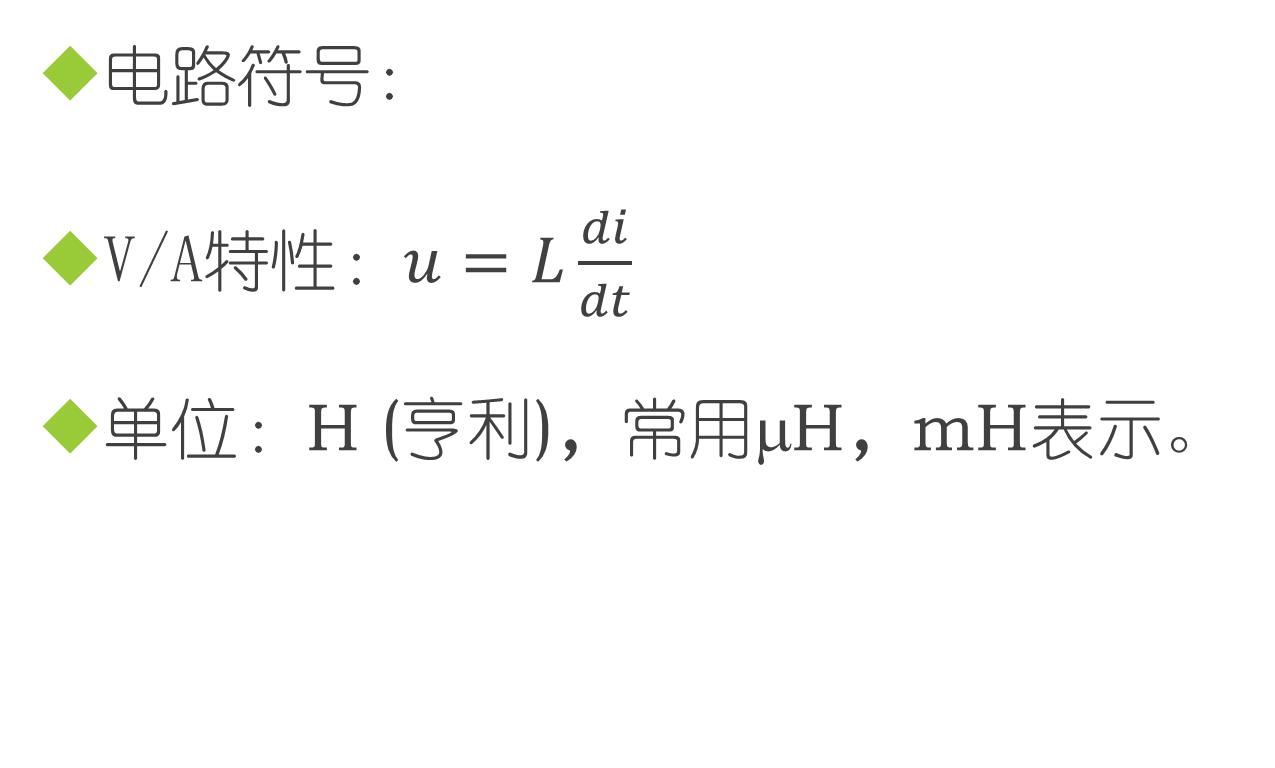 ◆电路符号：
◆V/A特性：u = L di/dt
◆单位：H (亨利)，常用μH，mH表示。